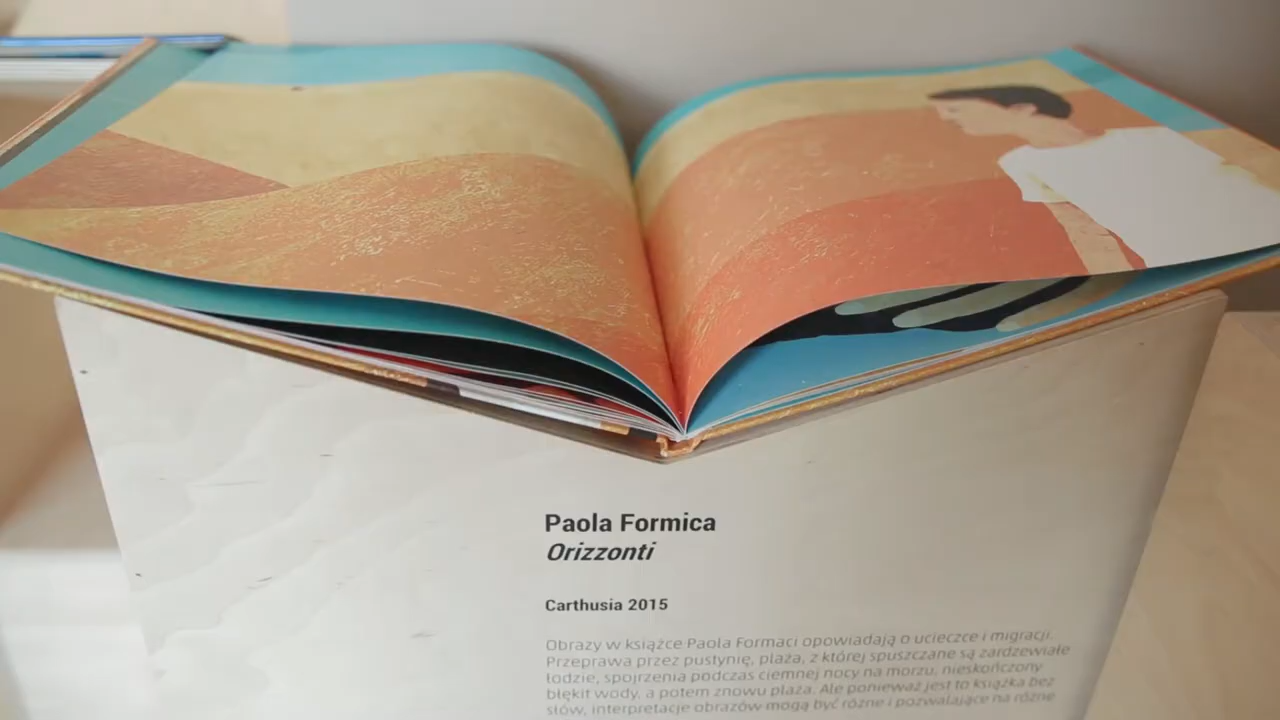 Paola Formica
Orizzonti
Carthusia 2015
Obrazy w książce Paola Formaci opowiadają o ucieczce i migracji.
Przeprawa przez pustynię, plaża, z której spuszczane są zardzewiałe
łodzie, spojrzenia podczas ciemnej nocy na morzu, nieskończony
błękit wody, a potem znowu plaża. Ale ponieważ jest to książka bez
słów, interpretacje obrazów mogą być różne i pozwalające na różne